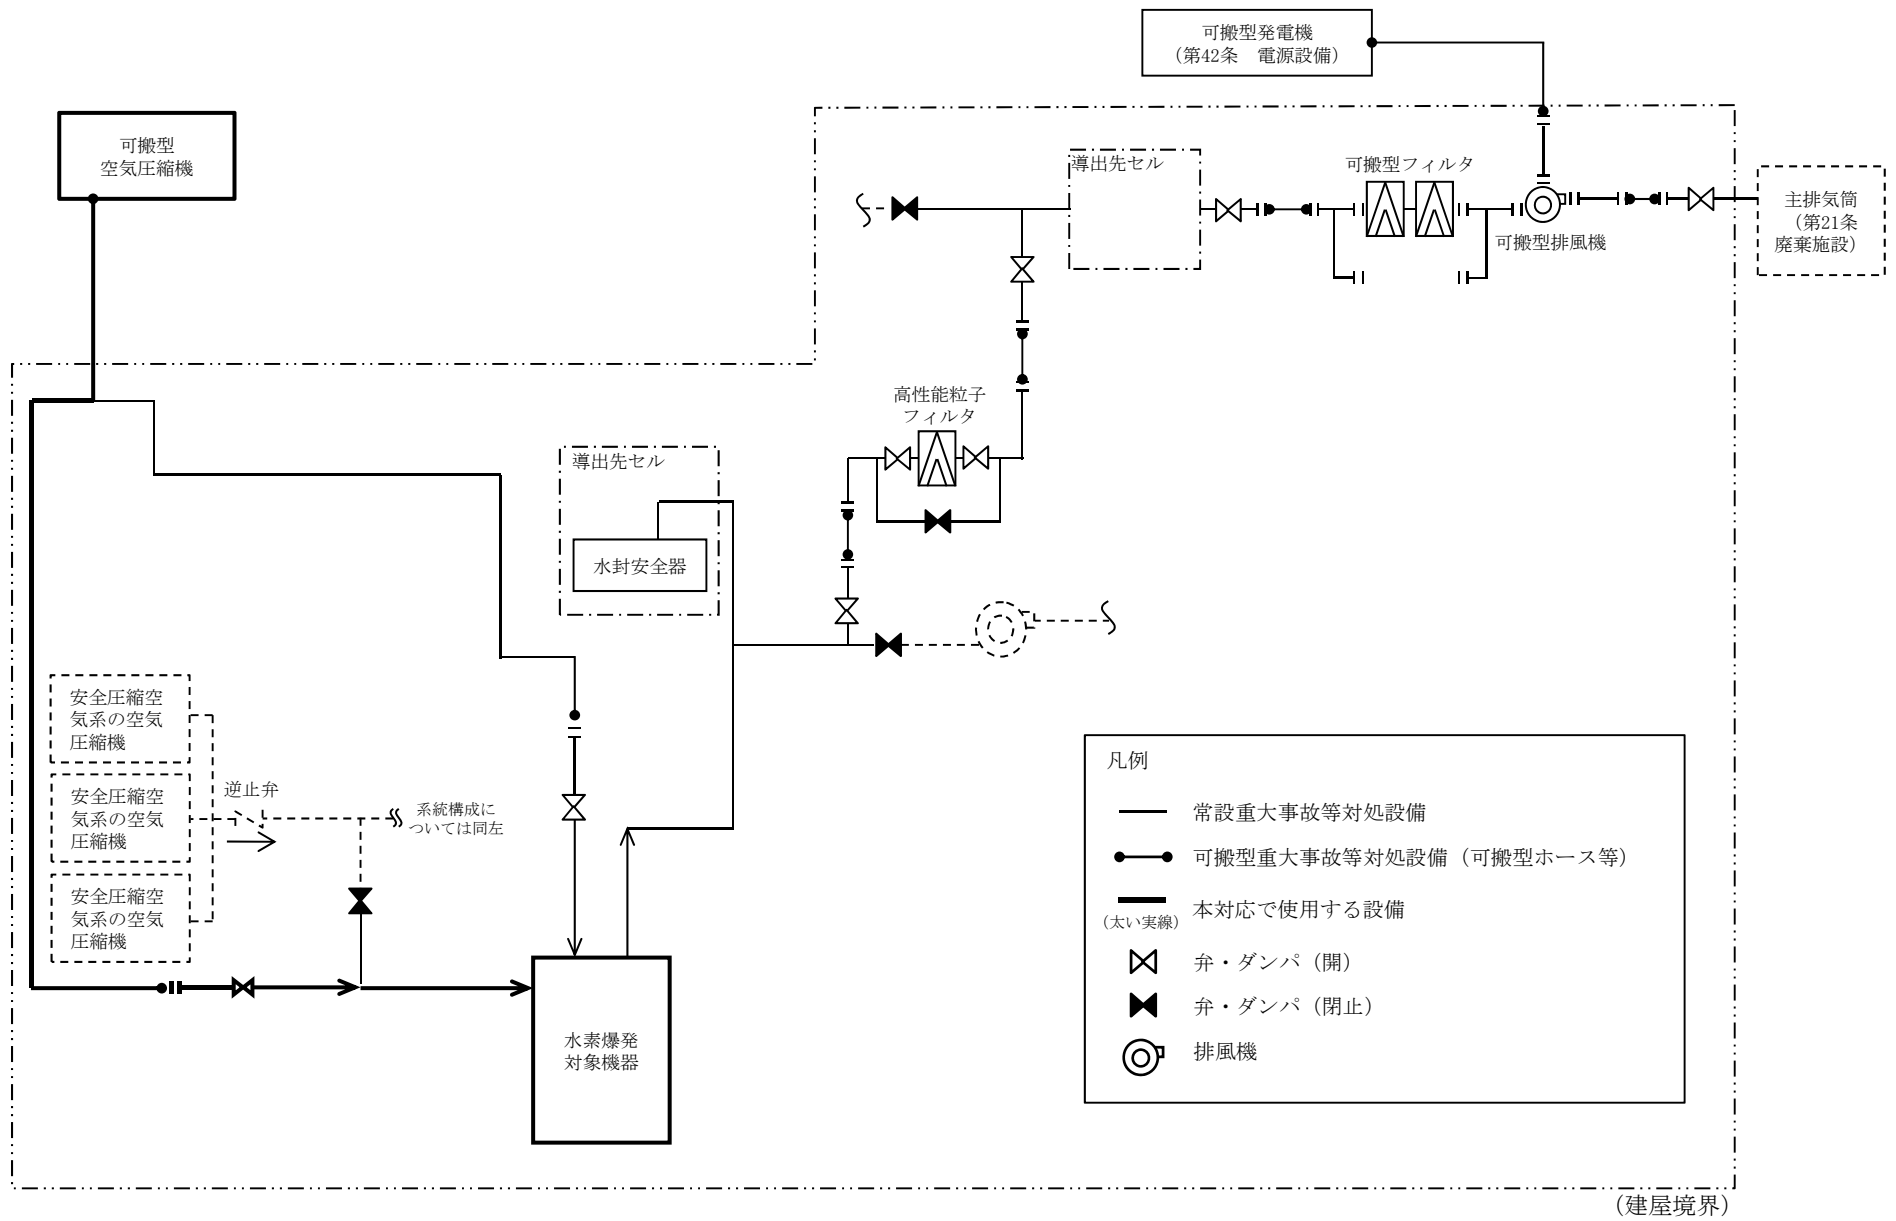 可搬型発電機
（第42条　電源設備）
可搬型
空気圧縮機
導出先セル
可搬型フィルタ
可搬型排風機
主排気筒
（第21条
廃棄施設）
高性能粒子
フィルタ
導出先セル
水封安全器
安全圧縮空
気系の空気
圧縮機
安全圧縮空
気系の空気
圧縮機
安全圧縮空
気系の空気
圧縮機
逆止弁
系統構成に
ついては同左
水素爆発
対象機器
凡例
常設重大事故等対処設備
可搬型重大事故等対処設備（可搬型ホース等）
本対応で使用する設備
（太い実線）
弁・ダンパ（開）
弁・ダンパ（閉止）
排風機
（建屋境界）